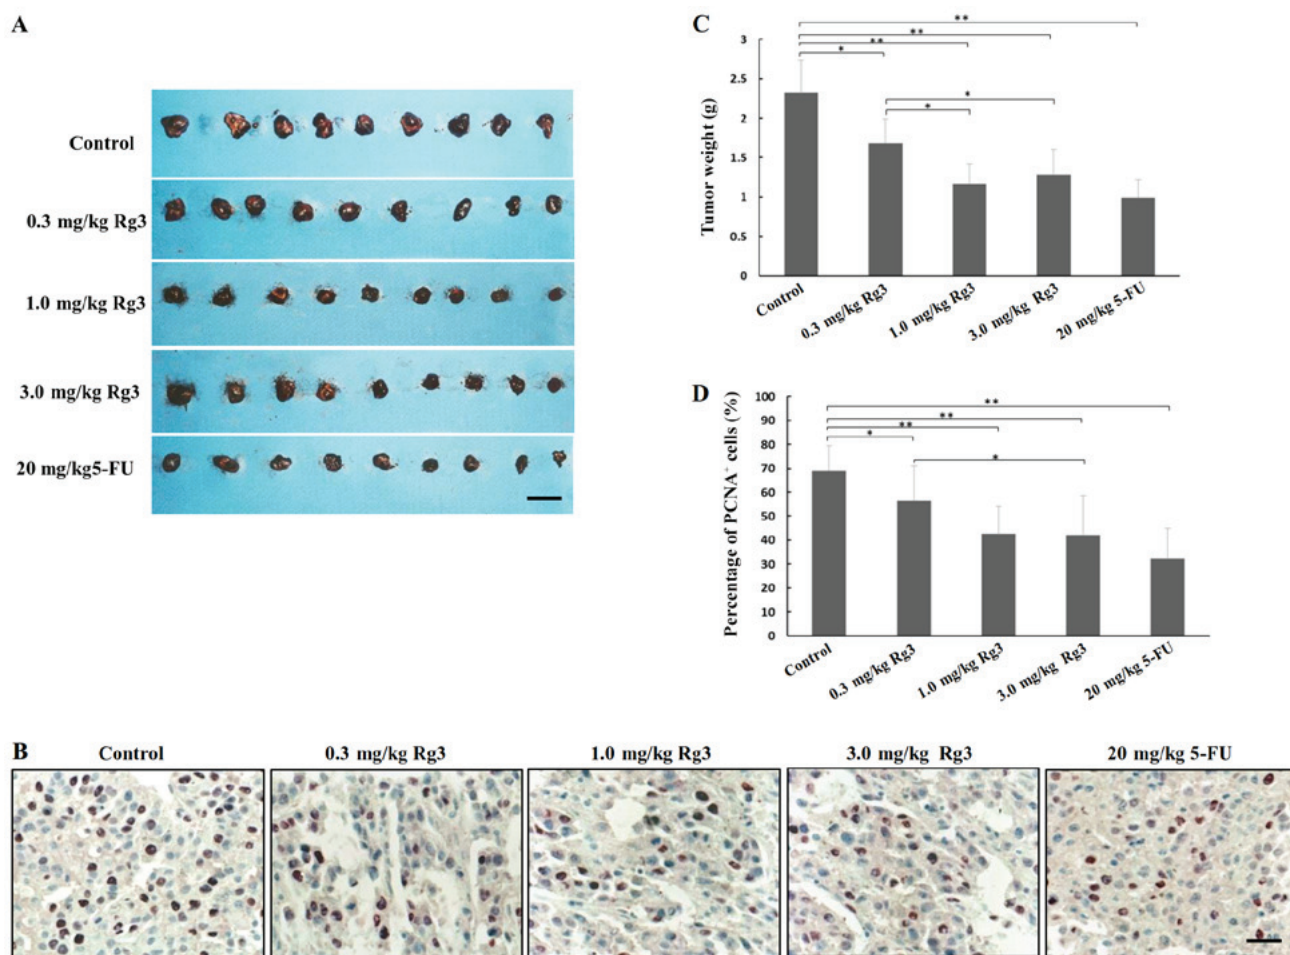 A
Control
0.3 mg/kg Rg3
1.0 mg/kg Rg3
3.0 mg/kg Rg3
20 mg/kg5-FU
C
**
**
**
*
*
*
Tumor weight (g)
3
2.5
2
1.5
1
0.5
0
Control
0.3 mg/kg Rg3
1.0 mg/kg Rg3
3.0 mg/kg Rg3
20 mg/kg 5-FU
D
**
**
**
*
*
Percentage of PCNA⁺ cells (%)
100
90
80
70
60
50
40
30
20
10
0
Control
0.3 mg/kg Rg3
1.0 mg/kg Rg3
3.0 mg/kg Rg3
20 mg/kg 5-FU
B
Control
0.3 mg/kg Rg3
1.0 mg/kg Rg3
3.0 mg/kg Rg3
20 mg/kg 5-FU